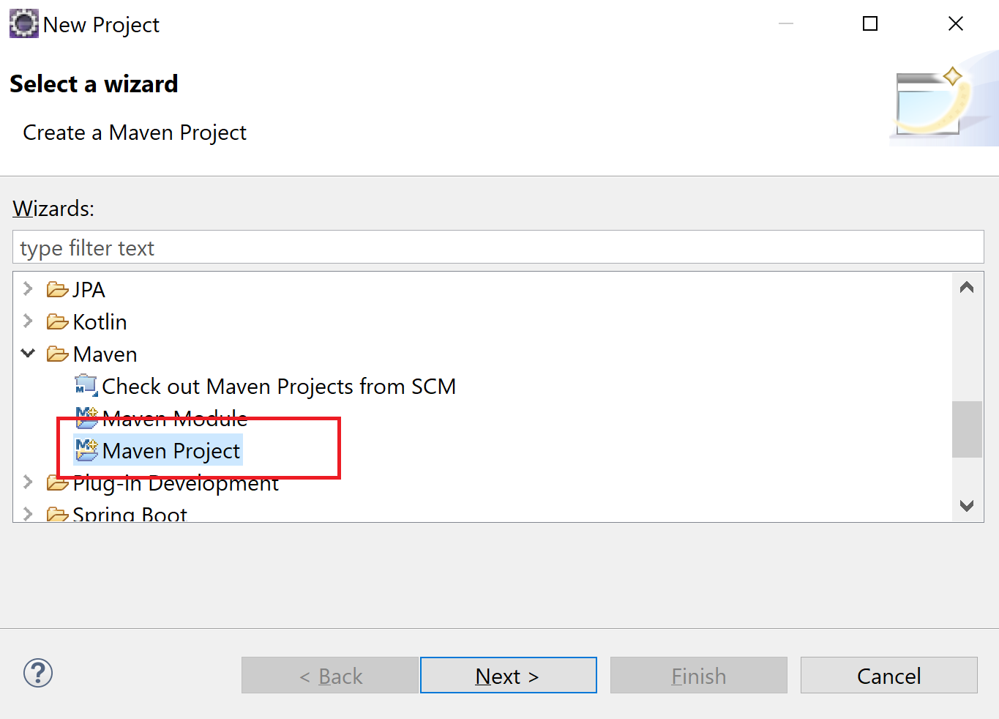 New Project
Select a wizard
Create a Maven Project
Wizards:
type filter text
JPA
Kotlin
Maven
Check out Maven Projects from SCM
Maven Module
Maven Project
Plug-in Development
Spring Boot
? < Back Next > Finish Cancel